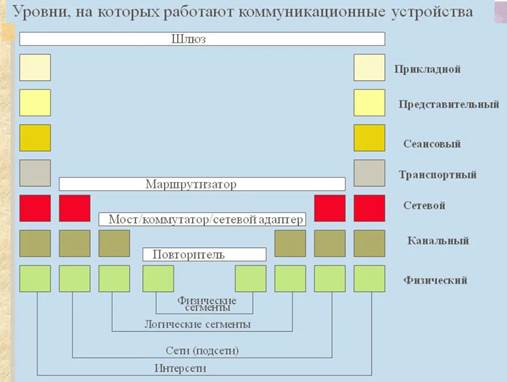 Уровни, на которых работают коммуникационные устройства
Шлюз
Прикладной
Представительный
Сеансовый
Транспортный
Маршрутизатор
Сетевой
Мост/коммутатор/сетевой адаптер
Канальный
Повторитель
Физический
Физические
сегменты
Логические сегменты
Сети (подсети)
Интерсети